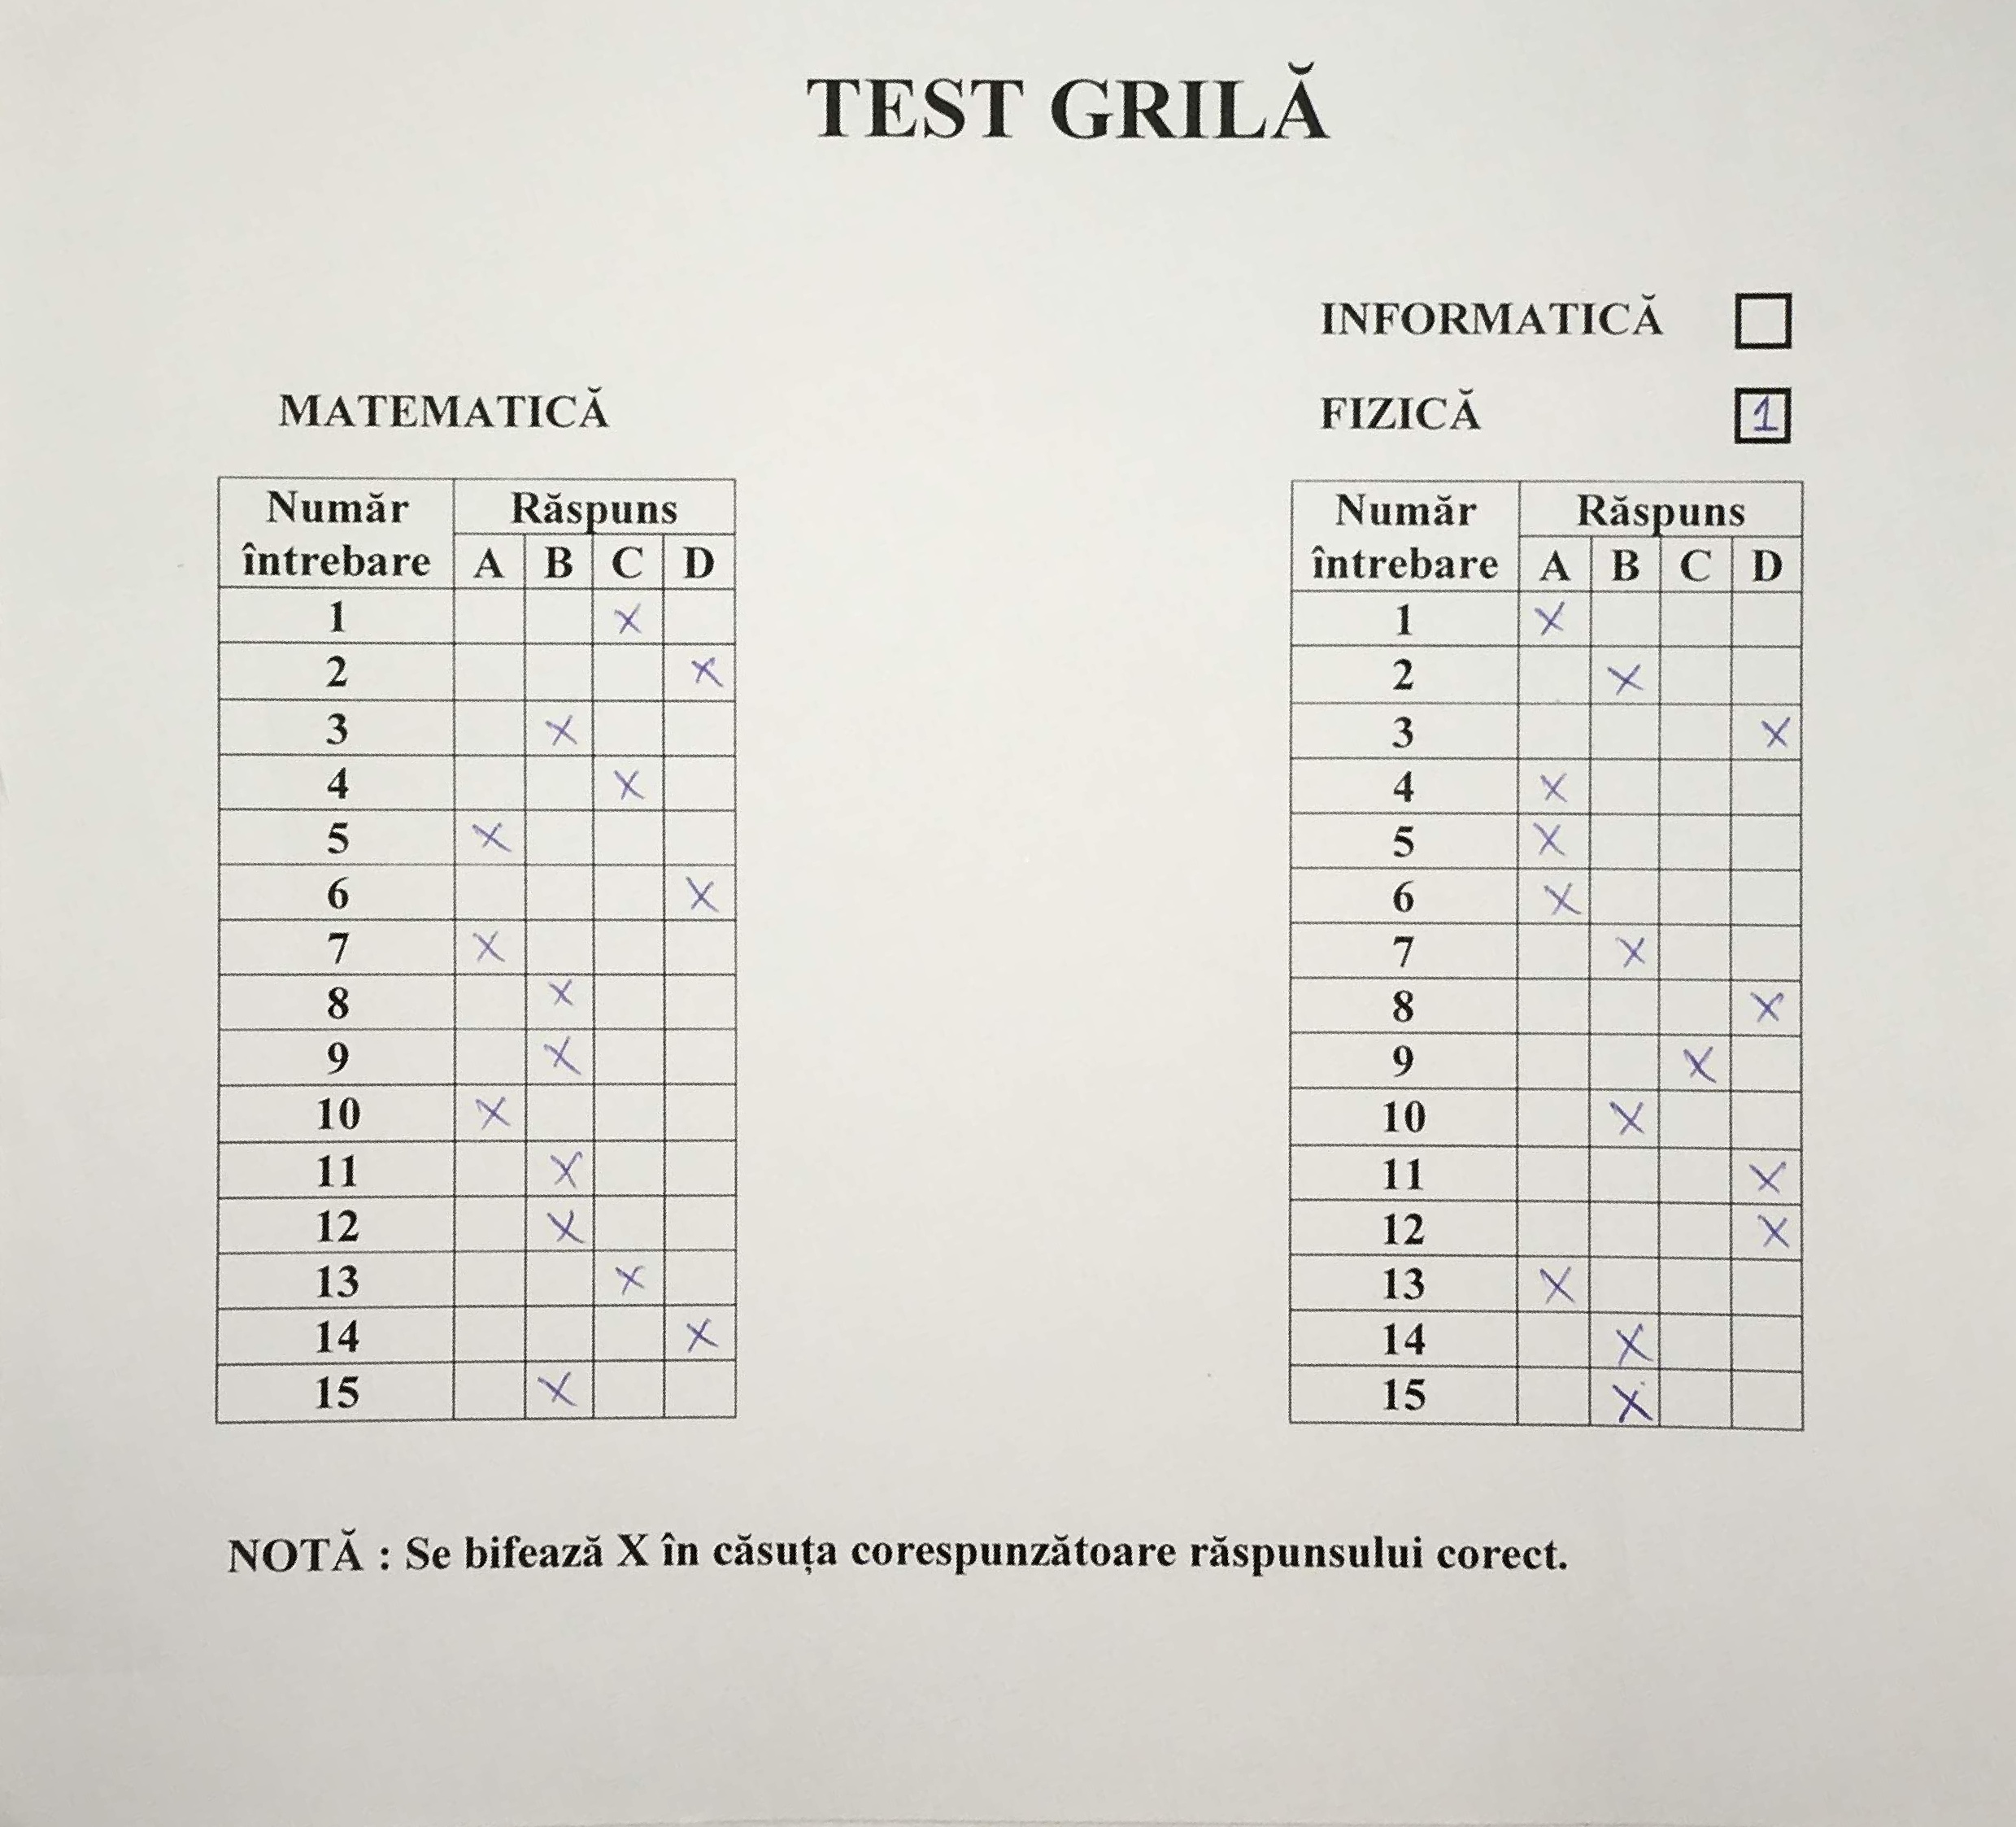 TEST GRILĂ
INFORMATICĂ
MATEMATICĂ
FIZICĂ 1
Număr întrebare Răspuns
A B C D
1 X
2 X
3 X
4 X
5 X
6 X
7 X
8 X
9 X
10 X
11 X
12 X
13 X
14 X
15 X
Număr întrebare Răspuns
A B C D
1 X
2 X
3 X
4 X
5 X
6 X
7 X
8 X
9 X
10 X
11 X
12 X
13 X
14 X
15 X
NOTĂ : Se bifează X în căsuța corespunzătoare răspunsului corect.